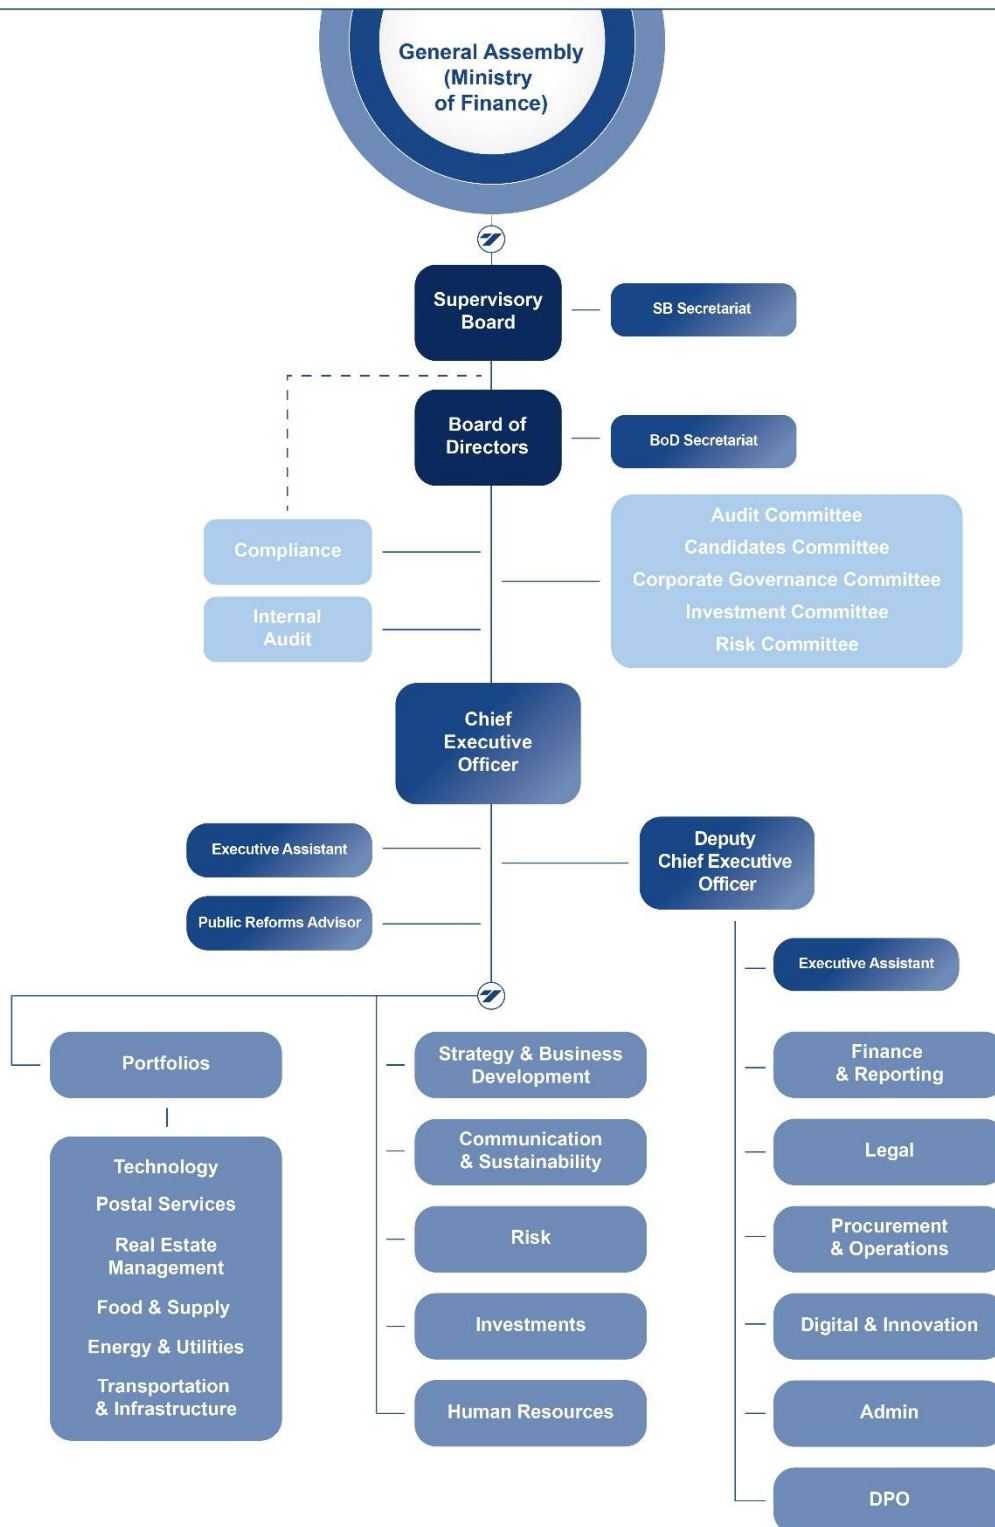 General Assembly
(Ministry
of Finance)
Supervisory
Board
SB Secretariat
Board of
Directors
BoD Secretariat
Compliance
Internal
Audit
Audit Committee
Candidates Committee
Corporate Governance Committee
Investment Committee
Risk Committee
Chief
Executive
Officer
Executive Assistant
Public Reforms Advisor
Deputy
Chief Executive
Officer
Executive Assistant
Portfolios
Technology
Postal Services
Real Estate
Management
Food & Supply
Energy & Utilities
Transportation
& Infrastructure
Strategy & Business
Development
Communication
& Sustainability
Risk
Investments
Human Resources
Finance
& Reporting
Legal
Procurement
& Operations
Digital & Innovation
Admin
DPO